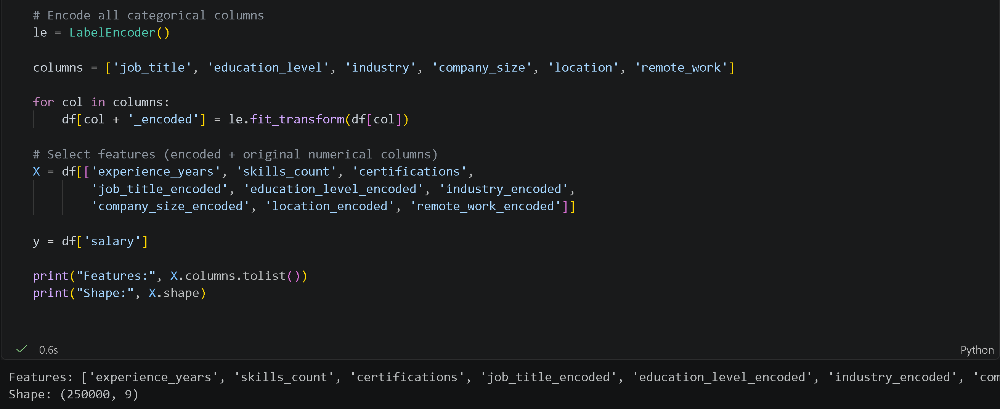 # Encode all categorical columns
le = LabelEncoder()
columns = ['job_title', 'education_level', 'industry', 'company_size', 'location', 'remote_work']
for col in columns:
    df[col + '_encoded'] = le.fit_transform(df[col])
# Select features (encoded + original numerical columns)
X = df[['experience_years', 'skills_count', 'certifications',
        'job_title_encoded', 'education_level_encoded', 'industry_encoded',
        'company_size_encoded', 'location_encoded', 'remote_work_encoded']]
y = df['salary']
print("Features:", X.columns.tolist())
print("Shape:", X.shape)
0.6s
Python
Features: ['experience_years', 'skills_count', 'certifications', 'job_title_encoded', 'education_level_encoded', 'industry_encoded', 'com
Shape: (250000, 9)